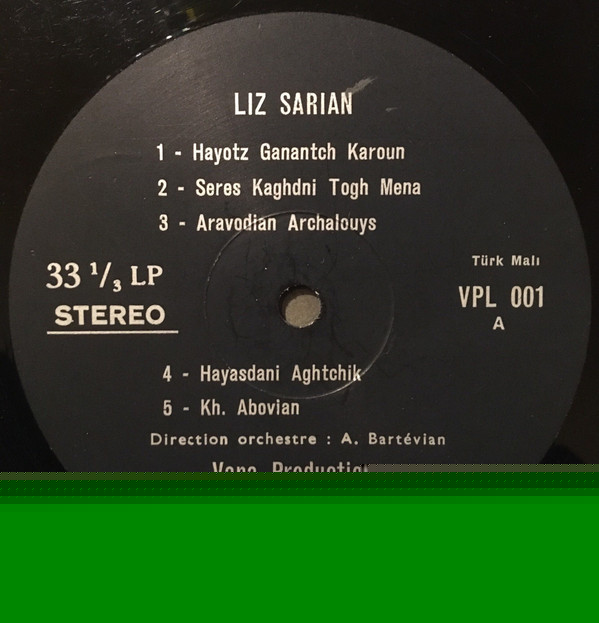 LIZ SARIAN
1 - Hayotz Ganantch Karoun
2 - Seres Kaghdni Togh Mena
3 - Aravodian Archalouys
33 1/3 LP
STEREO
Türk Malı
VPL 001
A
4 - Hayasdani Aghtchik
5 - Kh. Abovian
Direction orchestre : A. Bartévian